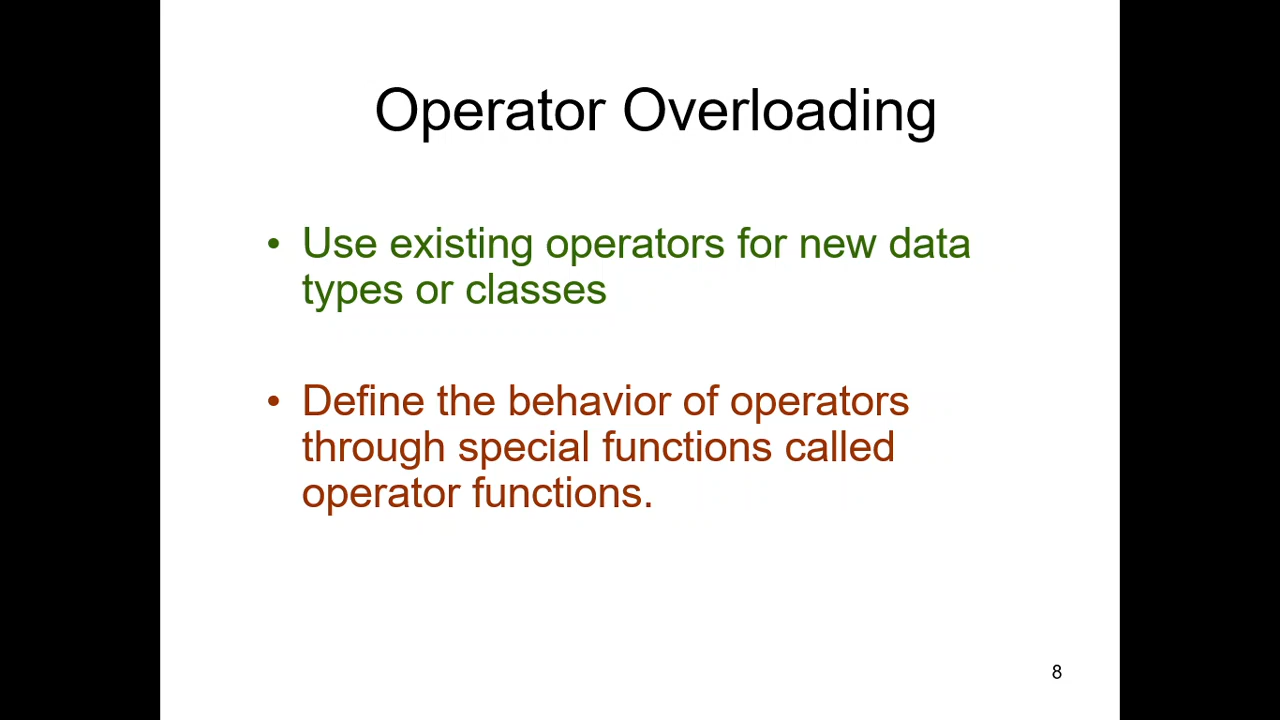 Operator Overloading
• Use existing operators for new data
types or classes
• Define the behavior of operators
through special functions called
operator functions.
8